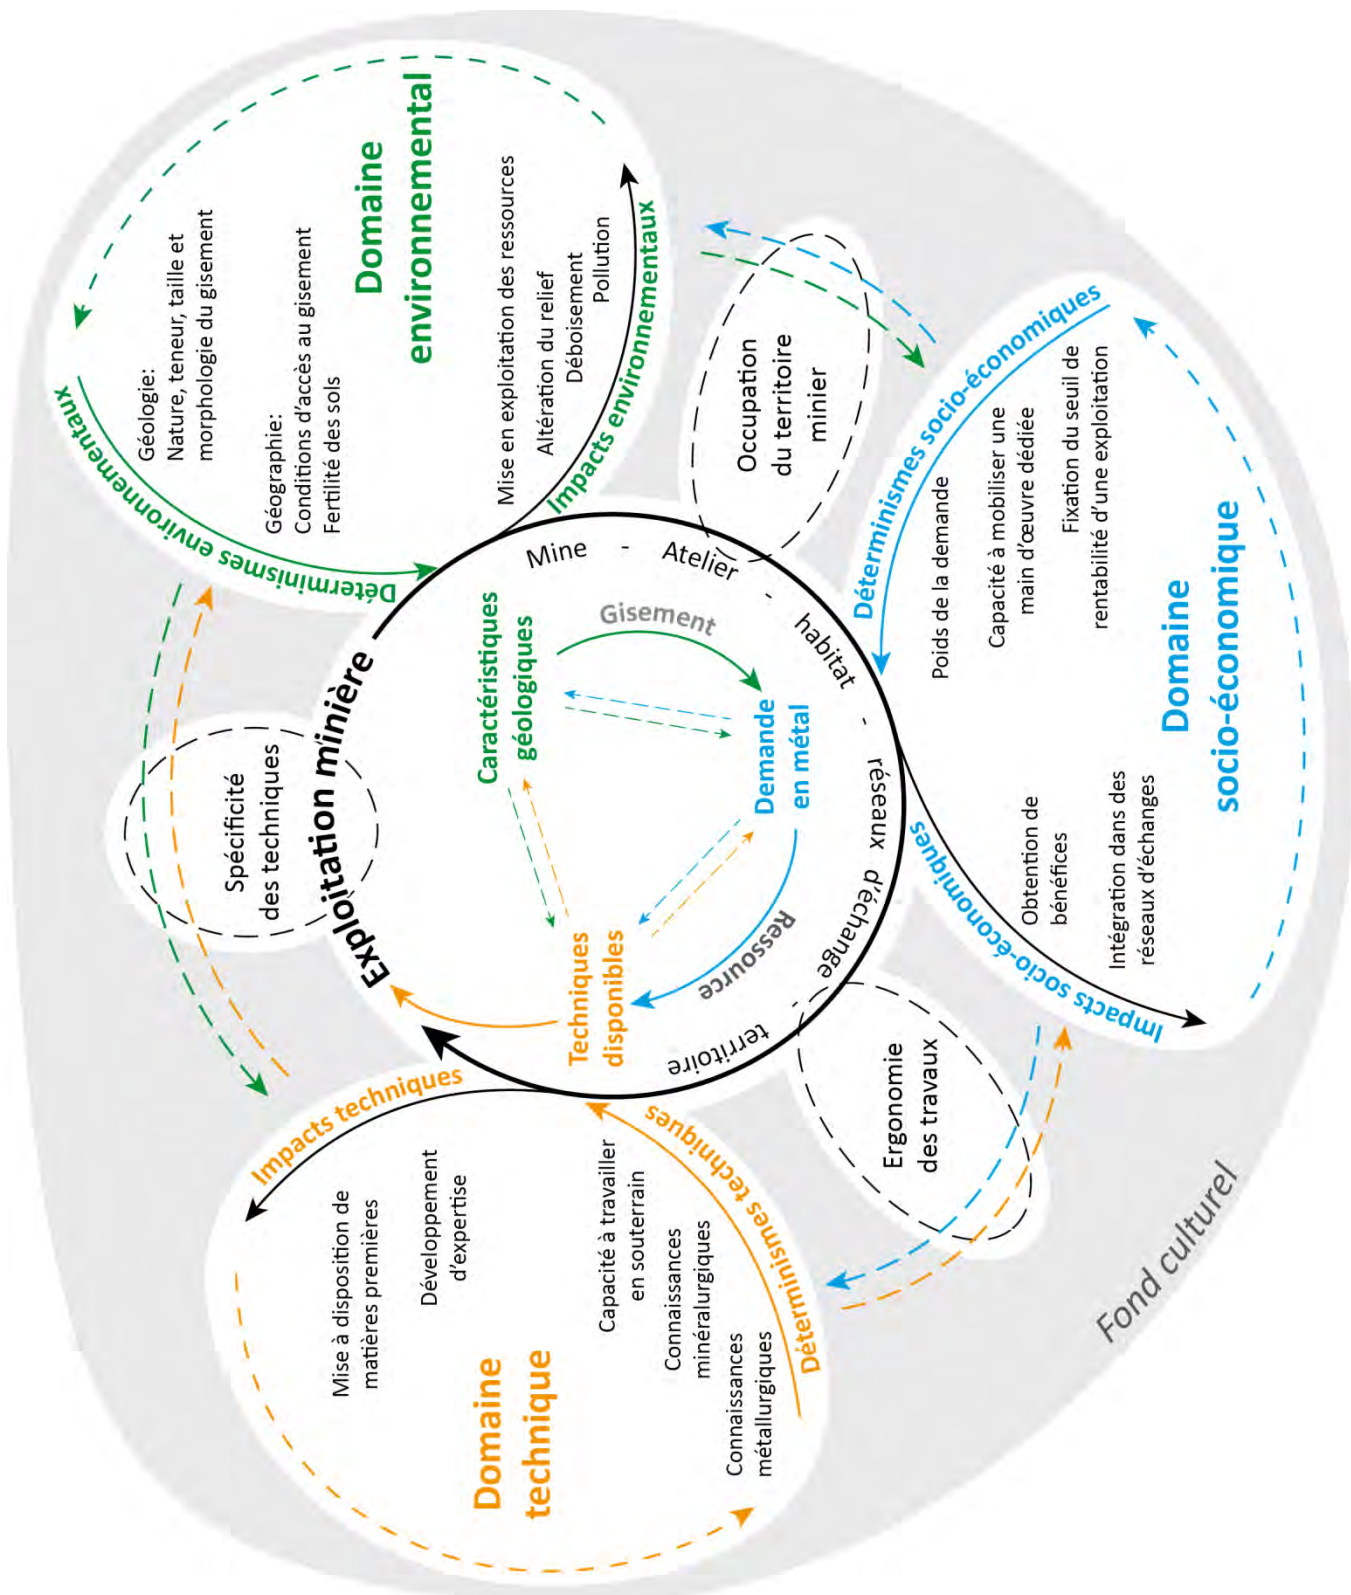 Domaine
technique
Mise à disposition de
matières premières
Développement
d'expertise
Impacts techniques
Capacité à travailler
en souterrain
Connaissances
minéralurgiques
Connaissances
métallurgiques
Déterminismes techniques
Spécificité
des techniques
Domaine
environnemental
Géologie:
Nature, teneur, taille et
morphologie du gisement
Géographie:
Conditions d'accès au gisement
Fertilité des sols
Déterminismes environnementaux
Mise en exploitation des ressources
Altération du relief
Déboisement
Pollution
Impacts environnementaux
Exploitation minière
Caractéristiques
géologiques
Gisement
Techniques
disponibles
Demande
en métal
Ressource
Mine - Atelier - habitat - réseaux d'échange - territoire
Occupation
du territoire
minier
Ergonomie
des travaux
Déterminismes socio-économiques
Poids de la demande
Capacité à mobiliser une
main d'œuvre dédiée
Fixation du seuil de
rentabilité d'une exploitation
Impacts socio-économiques
Obtention de
bénéfices
Intégration dans des
réseaux d'échanges
Domaine
socio-économique
Fond culturel